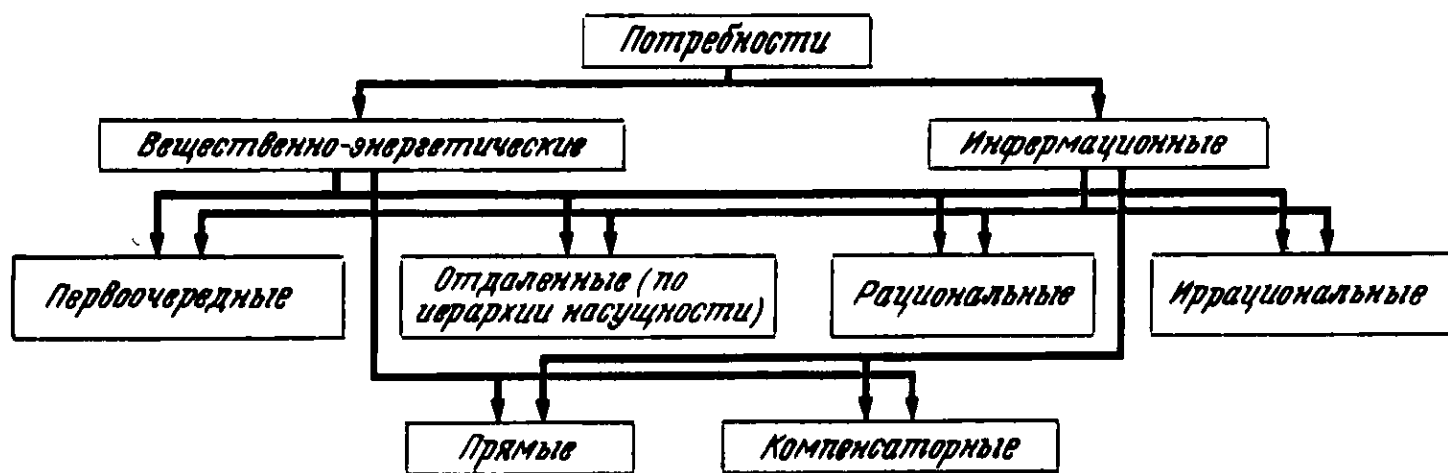 Потребности
Вещественно-энергетические
Информационные
Первоочередные
Отдаленные (по
иерархии насущности)
Рациональные
Иррациональные
Прямые
Компенсаторные